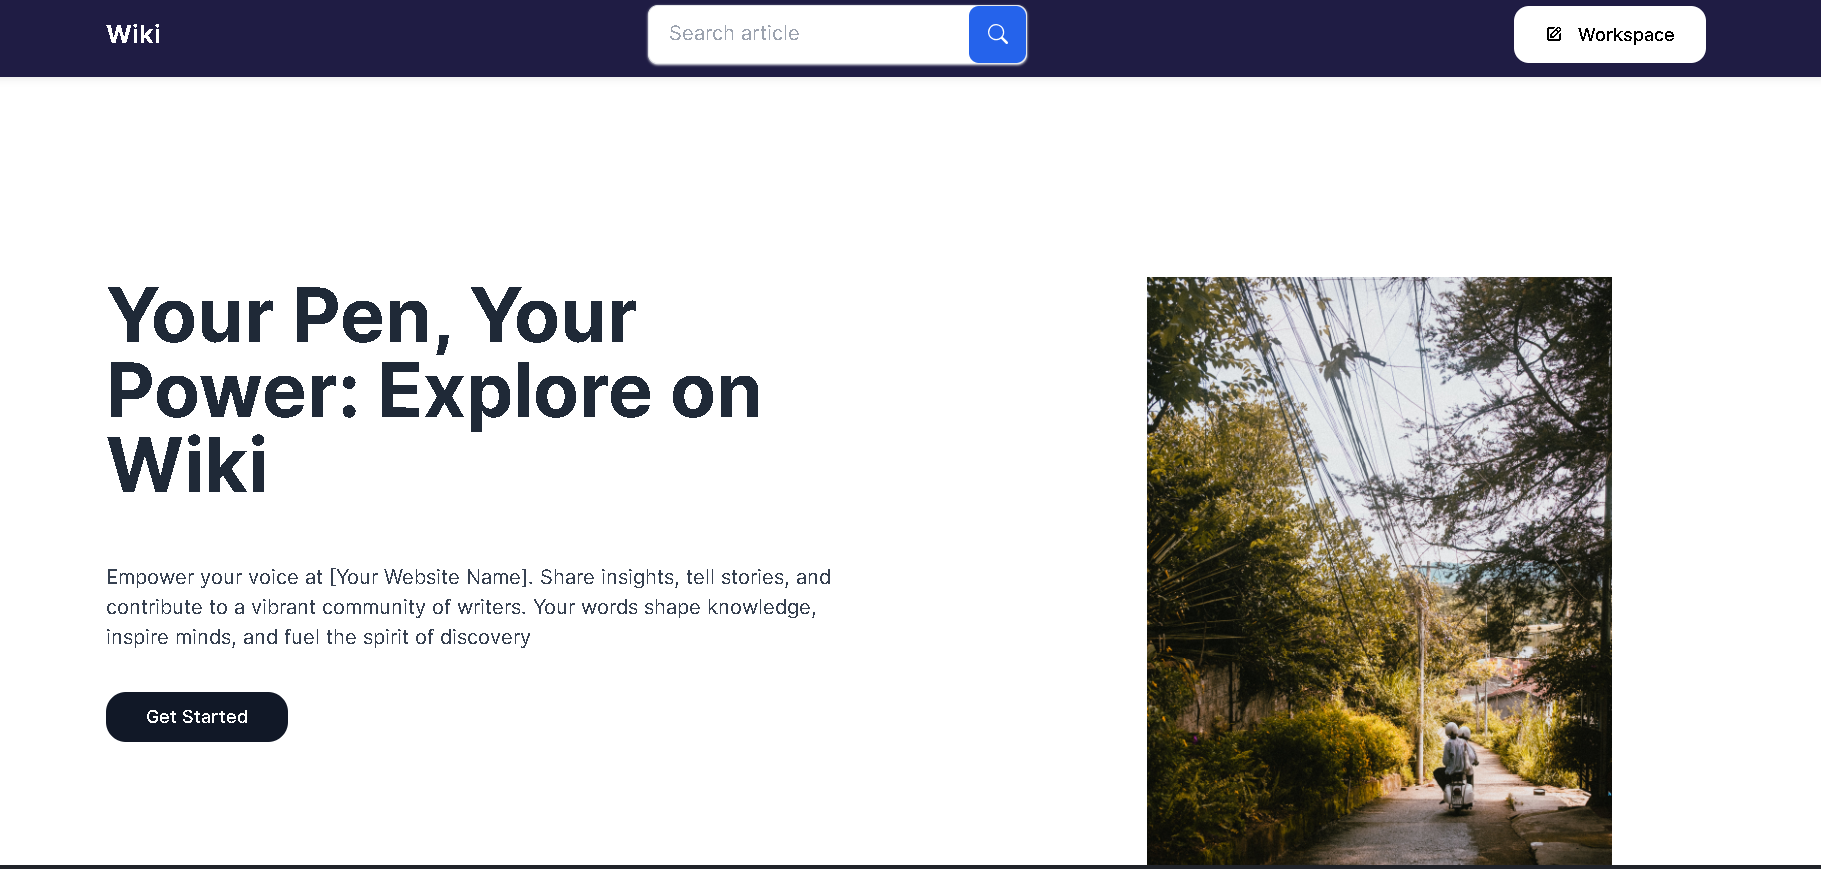 Wiki
Search article
Workspace
Your Pen, Your
Power: Explore on
Wiki
Empower your voice at [Your Website Name]. Share insights, tell stories, and
contribute to a vibrant community of writers. Your words shape knowledge,
inspire minds, and fuel the spirit of discovery
Get Started